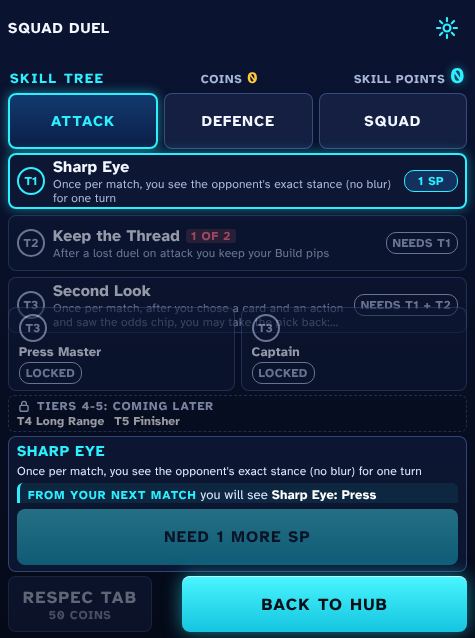 SQUAD DUEL
SKILL TREE COINS 0 SKILL POINTS 0
ATTACK DEFENCE SQUAD
T1 Sharp Eye 1 SP
Once per match, you see the opponent's exact stance (no blur)
for one turn
T2 Keep the Thread 1 OF 2 NEEDS T1
After a lost duel on attack you keep your Build pips
T3 Second Look NEEDS T1 + T2
Once per match, after you chose a card and an action
and saw the odds chip, you may take the pick back:...
T3 T3
Press Master Captain
LOCKED LOCKED
TIERS 4-5: COMING LATER
T4 Long Range T5 Finisher
SHARP EYE
Once per match, you see the opponent's exact stance (no blur) for one turn
FROM YOUR NEXT MATCH you will see Sharp Eye: Press
NEED 1 MORE SP
RESPEC TAB BACK TO HUB
50 COINS